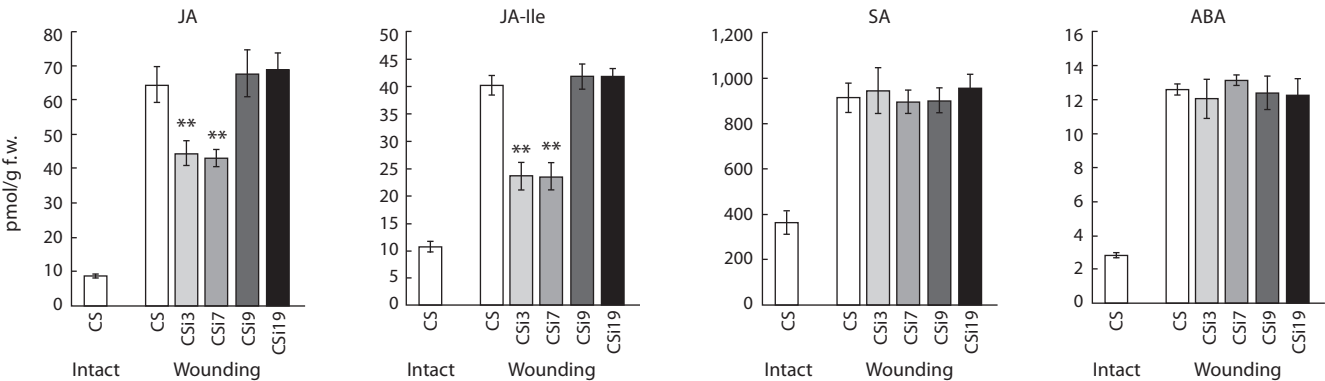 JA
JA-Ile
SA
ABA
pmol/g f.w.
80
70
60
50
40
30
20
10
0
**
**
CS
CS
CSi3
CSi7
CSi9
CSi19
Intact
Wounding
50
45
40
35
30
25
20
15
10
5
0
**
**
CS
CS
CSi3
CSi7
CSi9
CSi19
Intact
Wounding
1,200
1,000
800
600
400
200
0
CS
CS
CSi3
CSi7
CSi9
CSi19
Intact
Wounding
16
14
12
10
8
6
4
2
0
CS
CS
CSi3
CSi7
CSi9
CSi19
Intact
Wounding